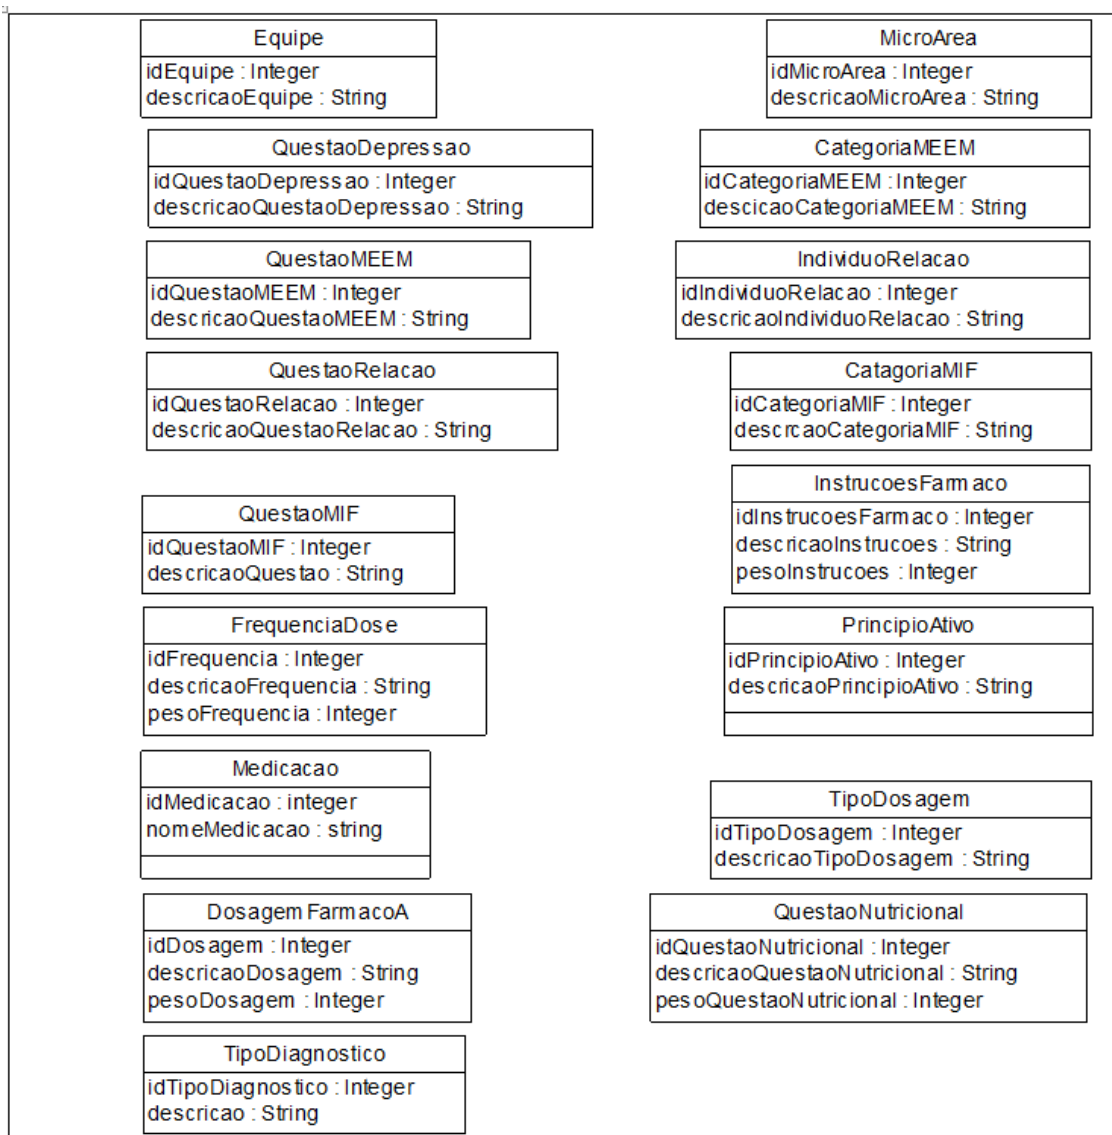 Equipe
idEquipe : Integer
descricaoEquipe : String
MicroArea
idMicroArea : Integer
descricaoMicroArea : String
QuestaoDepressao
idQuestaoDepressao : Integer
descricaoQuestaoDepressao : String
CategoriaMEEM
idCategoriaMEEM : Integer
descicaoCategoriaMEEM : String
QuestaoMEEM
idQuestaoMEEM : Integer
descricaoQuestaoMEEM : String
IndividuoRelacao
idIndividuoRelacao : Integer
descricaoIndividuoRelacao : String
QuestaoRelacao
idQuestaoRelacao : Integer
descricaoQuestaoRelacao : String
CatagoriaMIF
idCategoriaMIF : Integer
descrcaoCategoriaMIF : String
QuestaoMIF
idQuestaoMIF : Integer
descricaoQuestao : String
InstrucoesFarmaco
idInstrucoesFarmaco : Integer
descricaoInstrucoes : String
pesoInstrucoes : Integer
FrequenciaDose
idFrequencia : Integer
descricaoFrequencia : String
pesoFrequencia : Integer
PrincipioAtivo
idPrincipioAtivo : Integer
descricaoPrincipioAtivo : String
Medicacao
idMedicacao : integer
nomeMedicacao : string
TipoDosagem
idTipoDosagem : Integer
descricaoTipoDosagem : String
DosagemFarmacoA
idDosagem : Integer
descricaoDosagem : String
pesoDosagem : Integer
QuestaoNutricional
idQuestaoNutricional : Integer
descricaoQuestaoNutricional : String
pesoQuestaoNutricional : Integer
TipoDiagnostico
idTipoDiagnostico : Integer
descricao : String